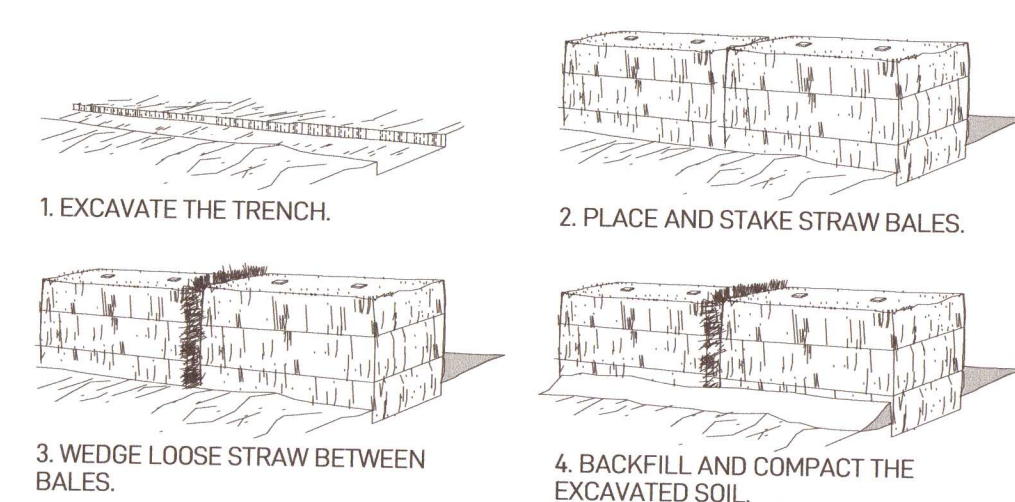 1. EXCAVATE THE TRENCH.
2. PLACE AND STAKE STRAW BALES.
3. WEDGE LOOSE STRAW BETWEEN
BALES.
4. BACKFILL AND COMPACT THE
EXCAVATED SOIL.